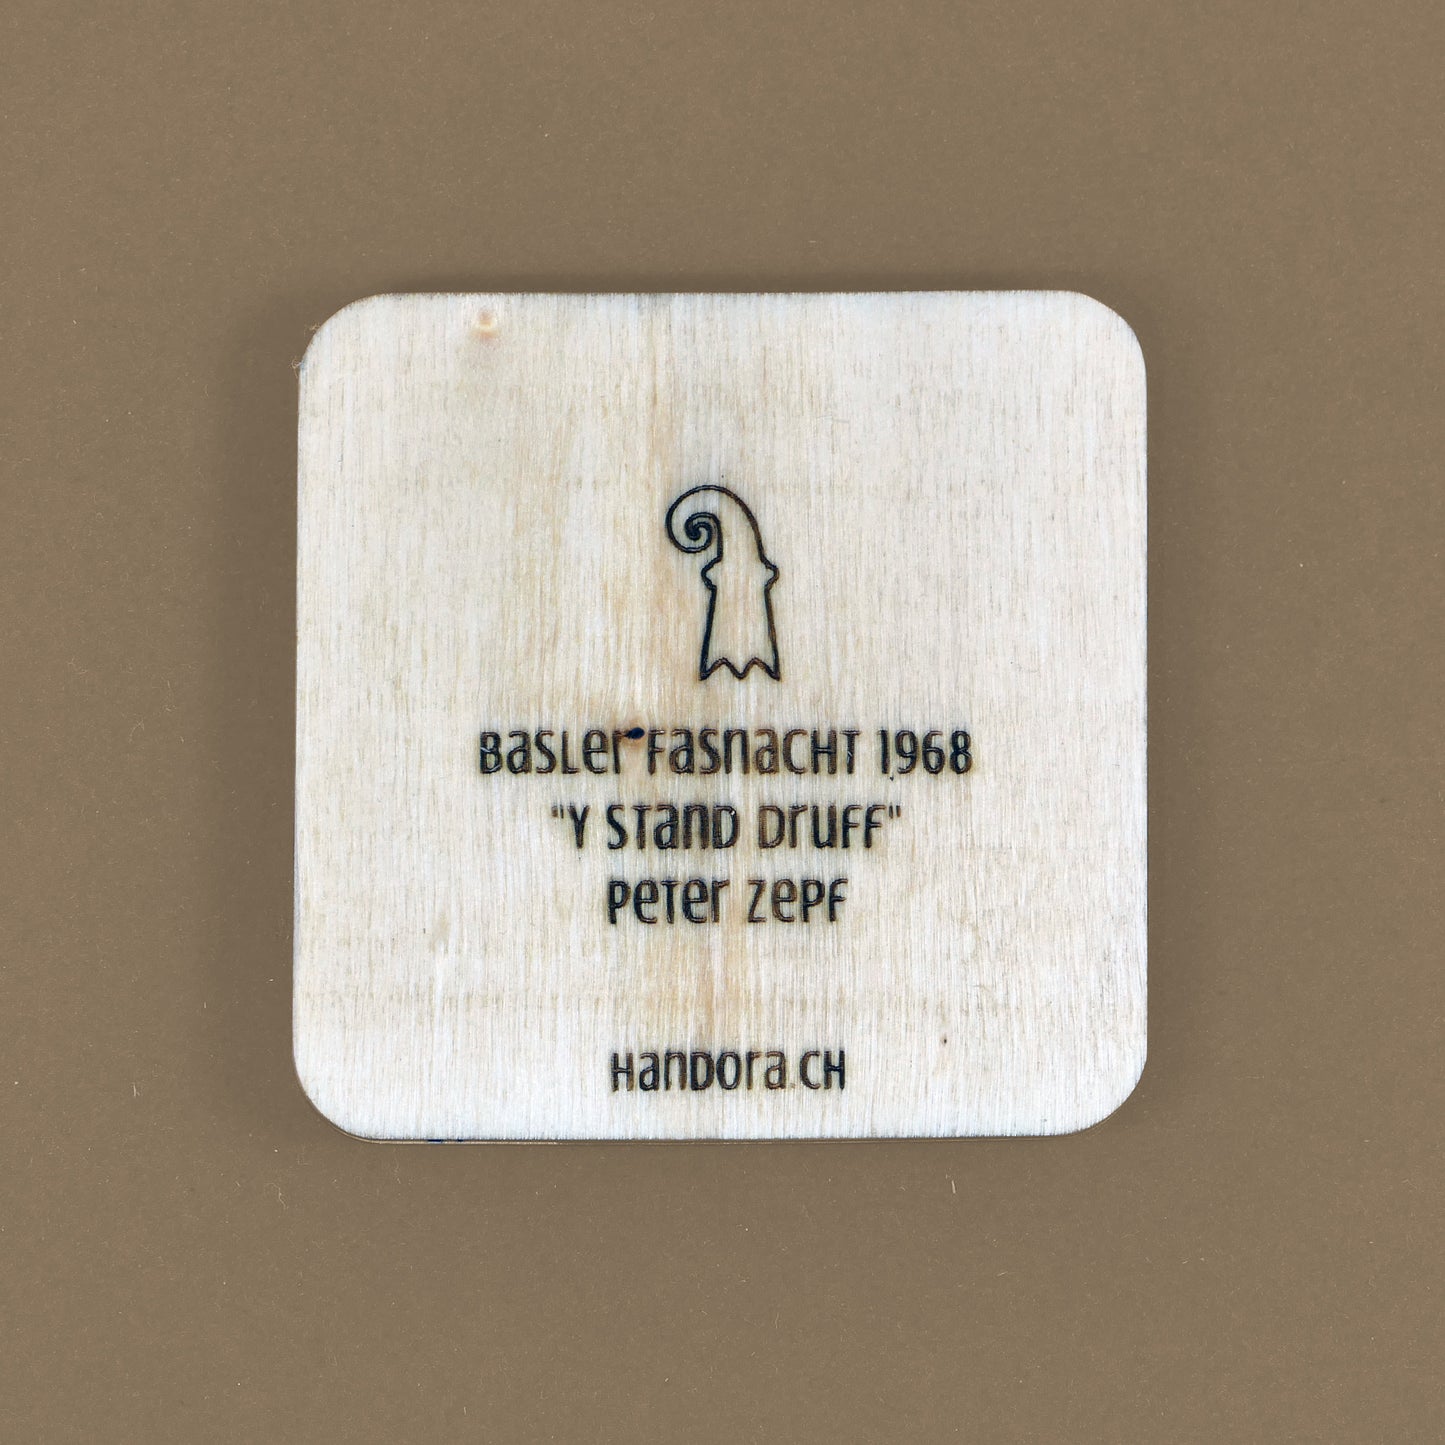 Basler Fasnacht 1968
"Y stand druff"
Peter Zepf
Handora.ch